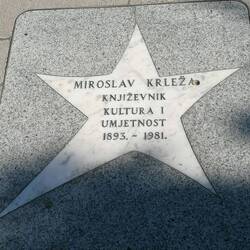 MIROSLAV KRLEŽA
KNJIŽEVNIK
KULTURA I
UMJETNOST
1893. - 1981.